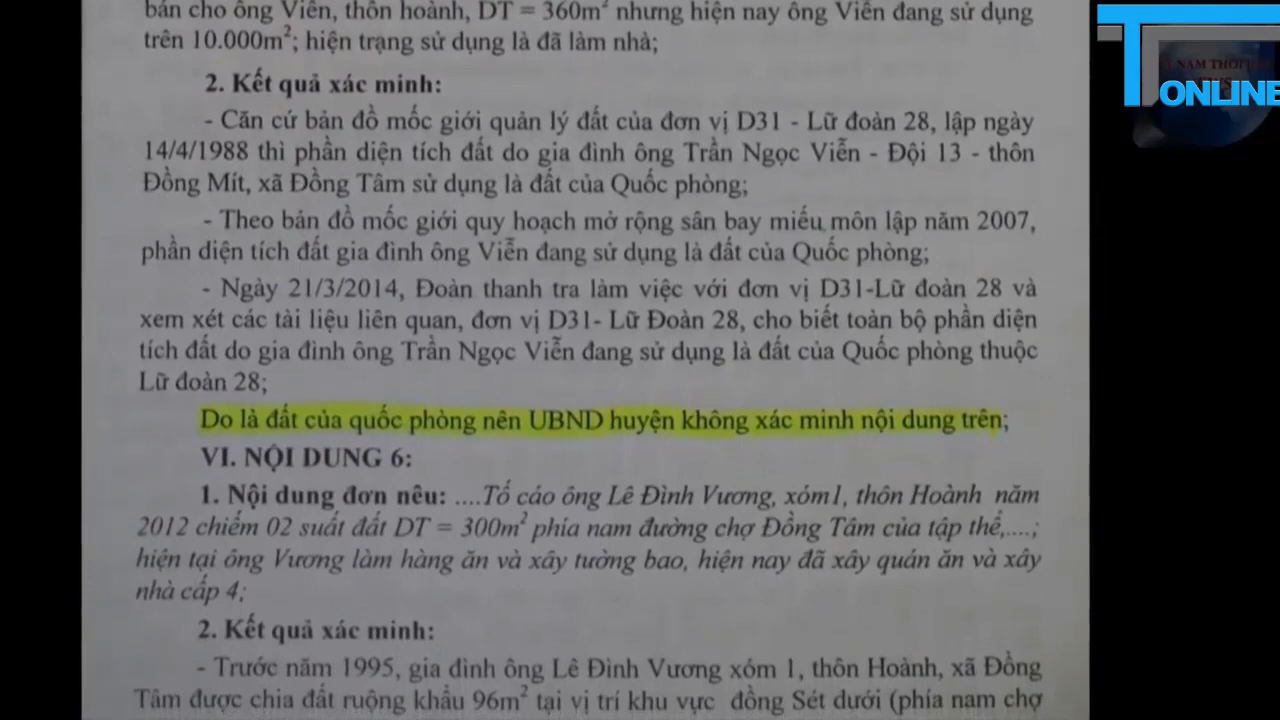 bán cho ông Viễn, thôn hoành, DT = 360m² nhưng hiện nay ông Viễn đang sử dụng
trên 10.000m²; hiện trạng sử dụng là đã làm nhà;
2. Kết quả xác minh:
- Căn cứ bản đồ mốc giới quản lý đất của đơn vị D31 - Lữ đoàn 28, lập ngày
14/4/1988 thì phần diện tích đất do gia đình ông Trần Ngọc Viễn - Đội 13 - thôn
Đồng Mít, xã Đồng Tâm sử dụng là đất của Quốc phòng;
- Theo bản đồ mốc giới quy hoạch mở rộng sân bay miếu môn lập năm 2007,
phần diện tích đất gia đình ông Viễn đang sử dụng là đất của Quốc phòng;
- Ngày 21/3/2014, Đoàn thanh tra làm việc với đơn vị D31-Lữ đoàn 28 và
xem xét các tài liệu liên quan, đơn vị D31- Lữ Đoàn 28, cho biết toàn bộ phần diện
tích đất do gia đình ông Trần Ngọc Viễn đang sử dụng là đất của Quốc phòng thuộc
Lữ đoàn 28;
Do là đất của quốc phòng nên UBND huyện không xác minh nội dung trên;
VI. NỘI DUNG 6:
1. Nội dung đơn nêu: ....Tố cáo ông Lê Đình Vương, xóm1, thôn Hoành năm
2012 chiếm 02 suất đất DT = 300m² phía nam đường chợ Đồng Tâm của tập thể,....;
hiện tại ông Vương làm hàng ăn và xây tường bao, hiện nay đã xây quán ăn và xây
nhà cấp 4;
2. Kết quả xác minh:
- Trước năm 1995, gia đình ông Lê Đình Vương xóm 1, thôn Hoành, xã Đồng
Tâm được chia đất ruộng khẩu 96m² tại vị trí khu vực đồng Sét dưới (phía nam chợ
T
NAM THỜI
ONLINE